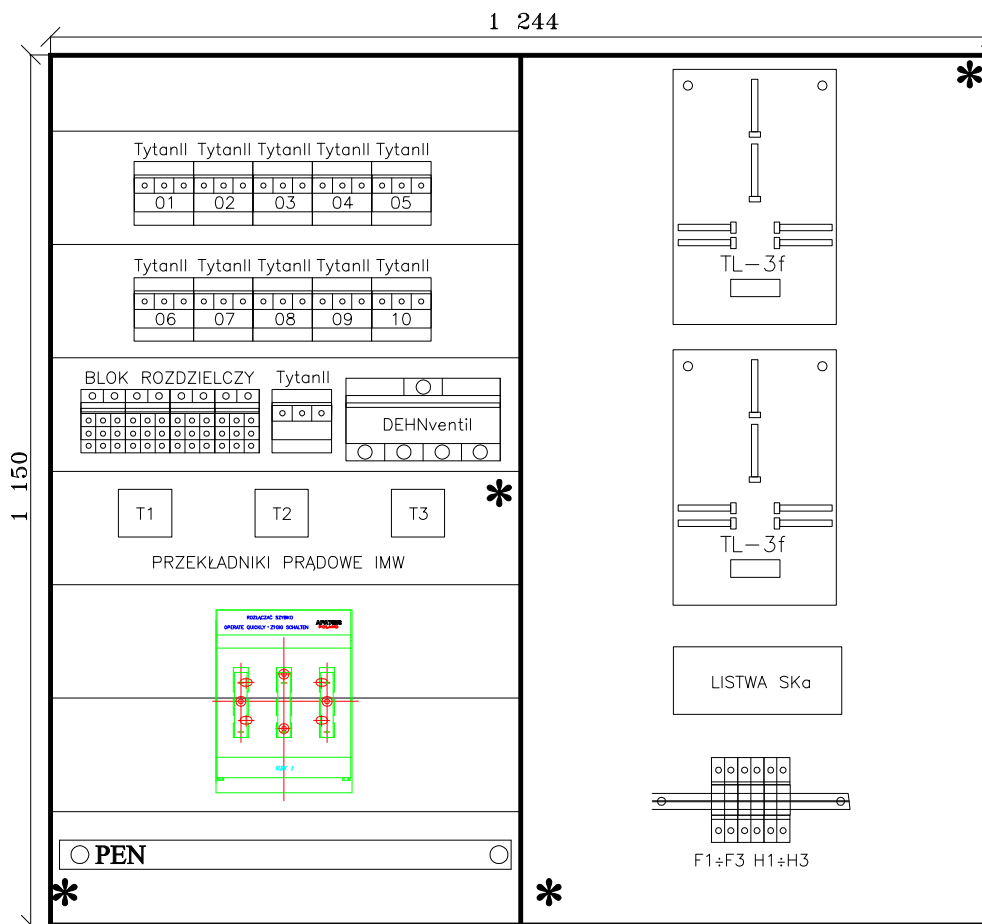 1 244
TytanII TytanII TytanII TytanII TytanII
01 02 03 04 05
TytanII TytanII TytanII TytanII TytanII
06 07 08 09 10
BLOK ROZDZIELCZY TytanII
DEHNventil
1 150
T1 T2 T3
PRZEKŁADNIKI PRĄDOWE IMW
ROZŁĄCZAĆ SZYBKO
OPERATE QUICKLY - ZÜGIG SCHALTEN
APATOR
POLAND
PEN
TL-3f
TL-3f
LISTWA SKa
F1÷F3 H1÷H3